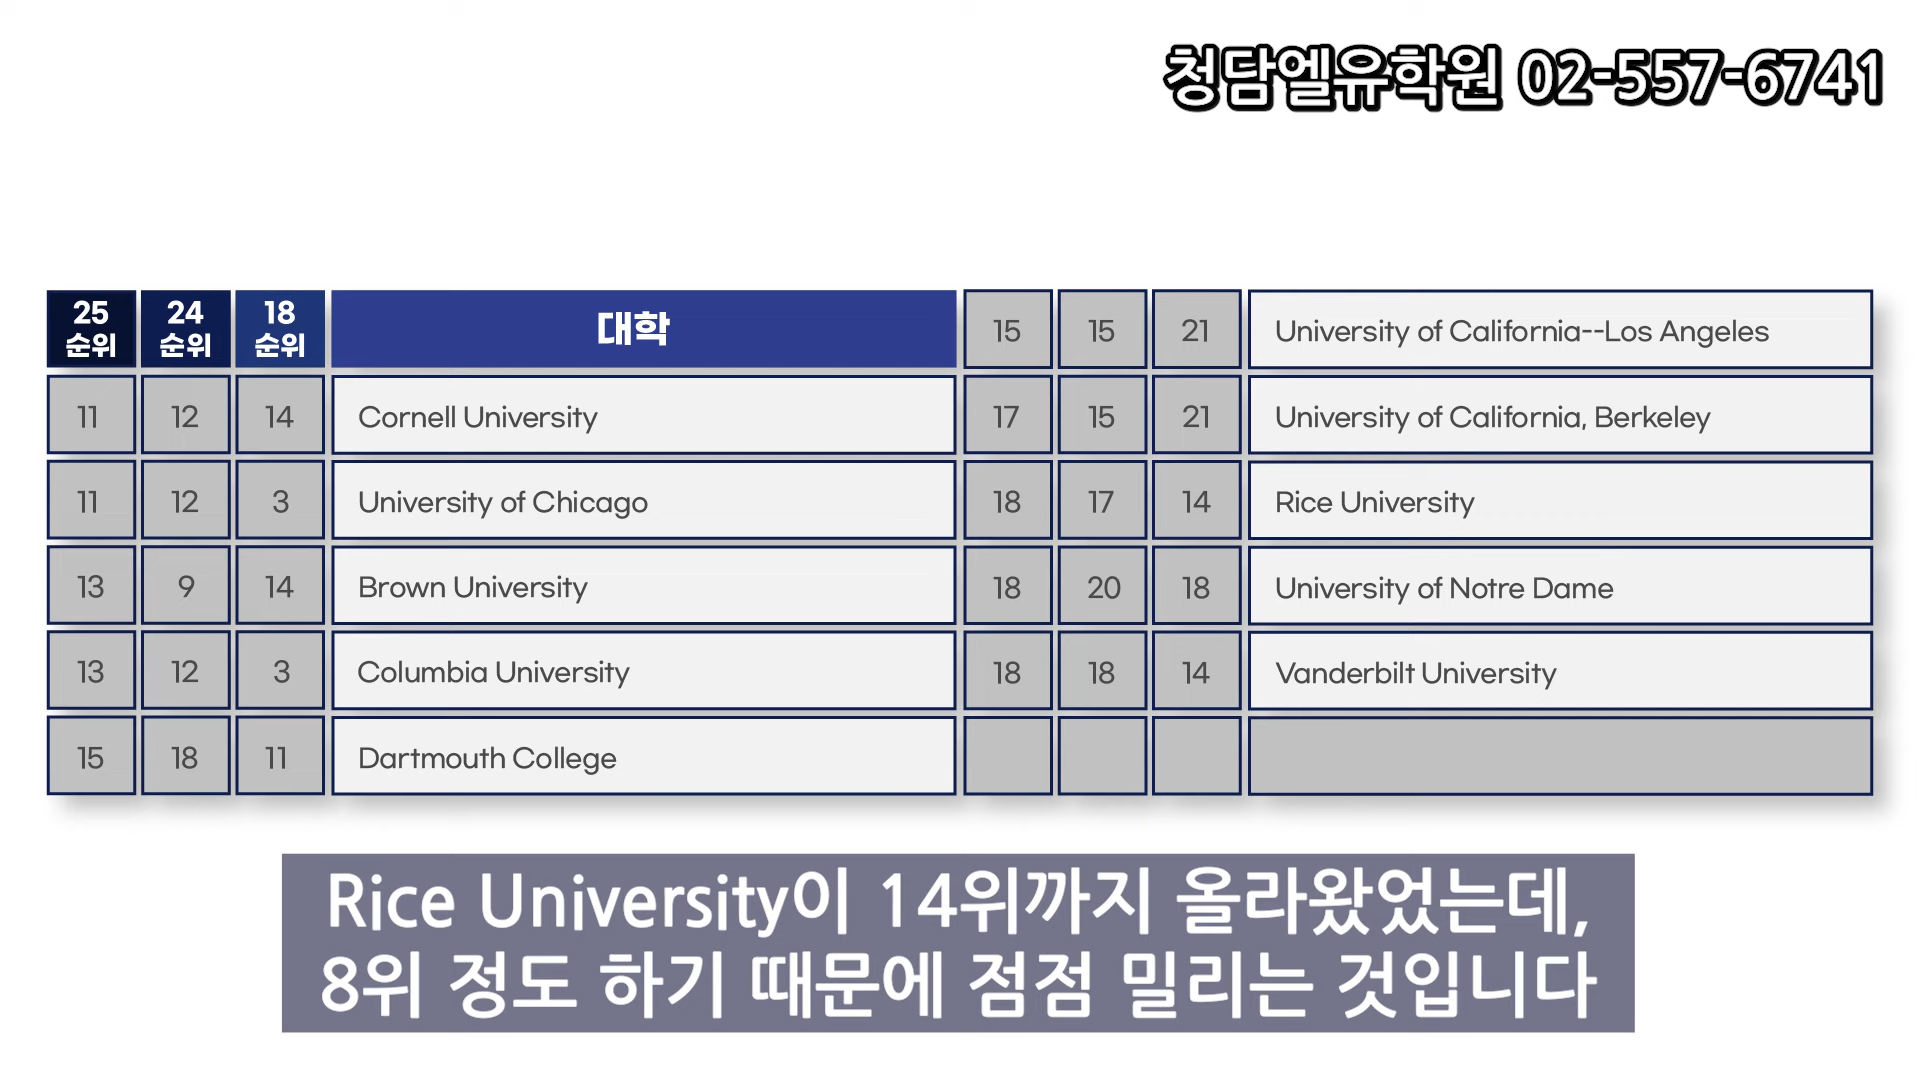 청담엘유학원 02-557-6741
25 순위 24 순위 18 순위 대학
11 12 14 Cornell University
11 12 3 University of Chicago
13 9 14 Brown University
13 12 3 Columbia University
15 18 11 Dartmouth College
15 15 21 University of California--Los Angeles
17 15 21 University of California, Berkeley
18 17 14 Rice University
18 20 18 University of Notre Dame
18 18 14 Vanderbilt University
Rice University이 14위까지 올라왔었는데,
8위 정도 하기 때문에 점점 밀리는 것입니다